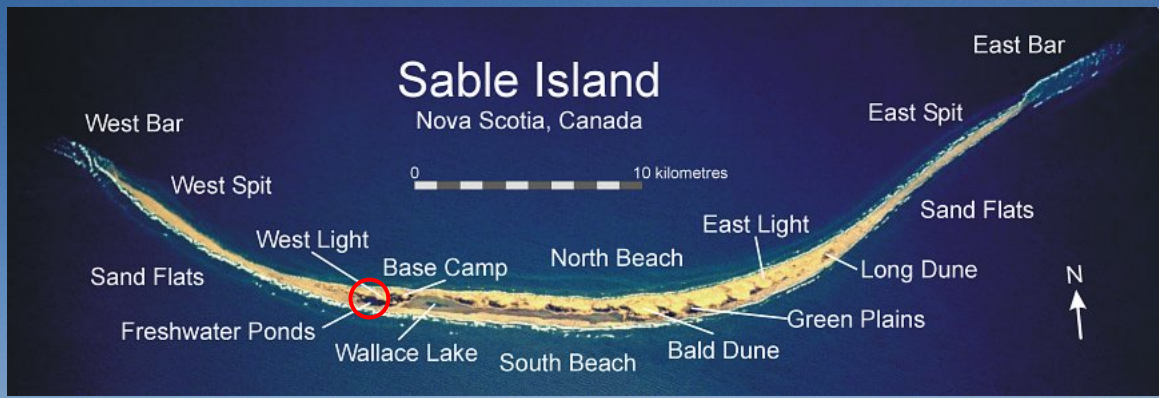 Sable Island
Nova Scotia, Canada
0 10 kilometres
East Bar
West Bar
East Spit
West Spit
Sand Flats
East Light
West Light
North Beach
Base Camp
Sand Flats
Long Dune
N
Freshwater Ponds
Green Plains
Wallace Lake
Bald Dune
South Beach